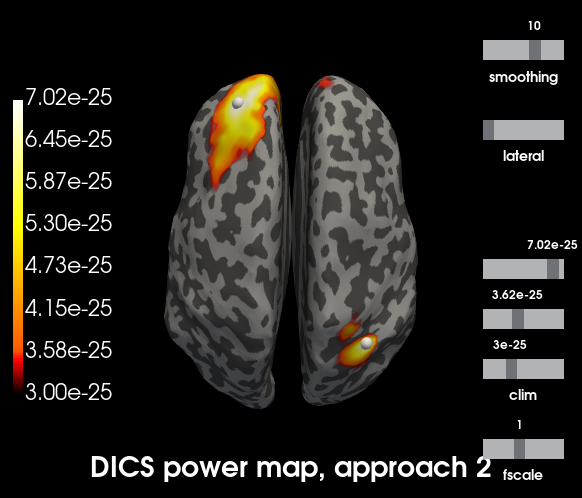 10
smoothing
lateral
7.02e-25
6.45e-25
5.87e-25
5.30e-25
4.73e-25
4.15e-25
3.58e-25
3.00e-25
7.02e-25
3.62e-25
3e-25
clim
1
fscale
DICS power map, approach 2